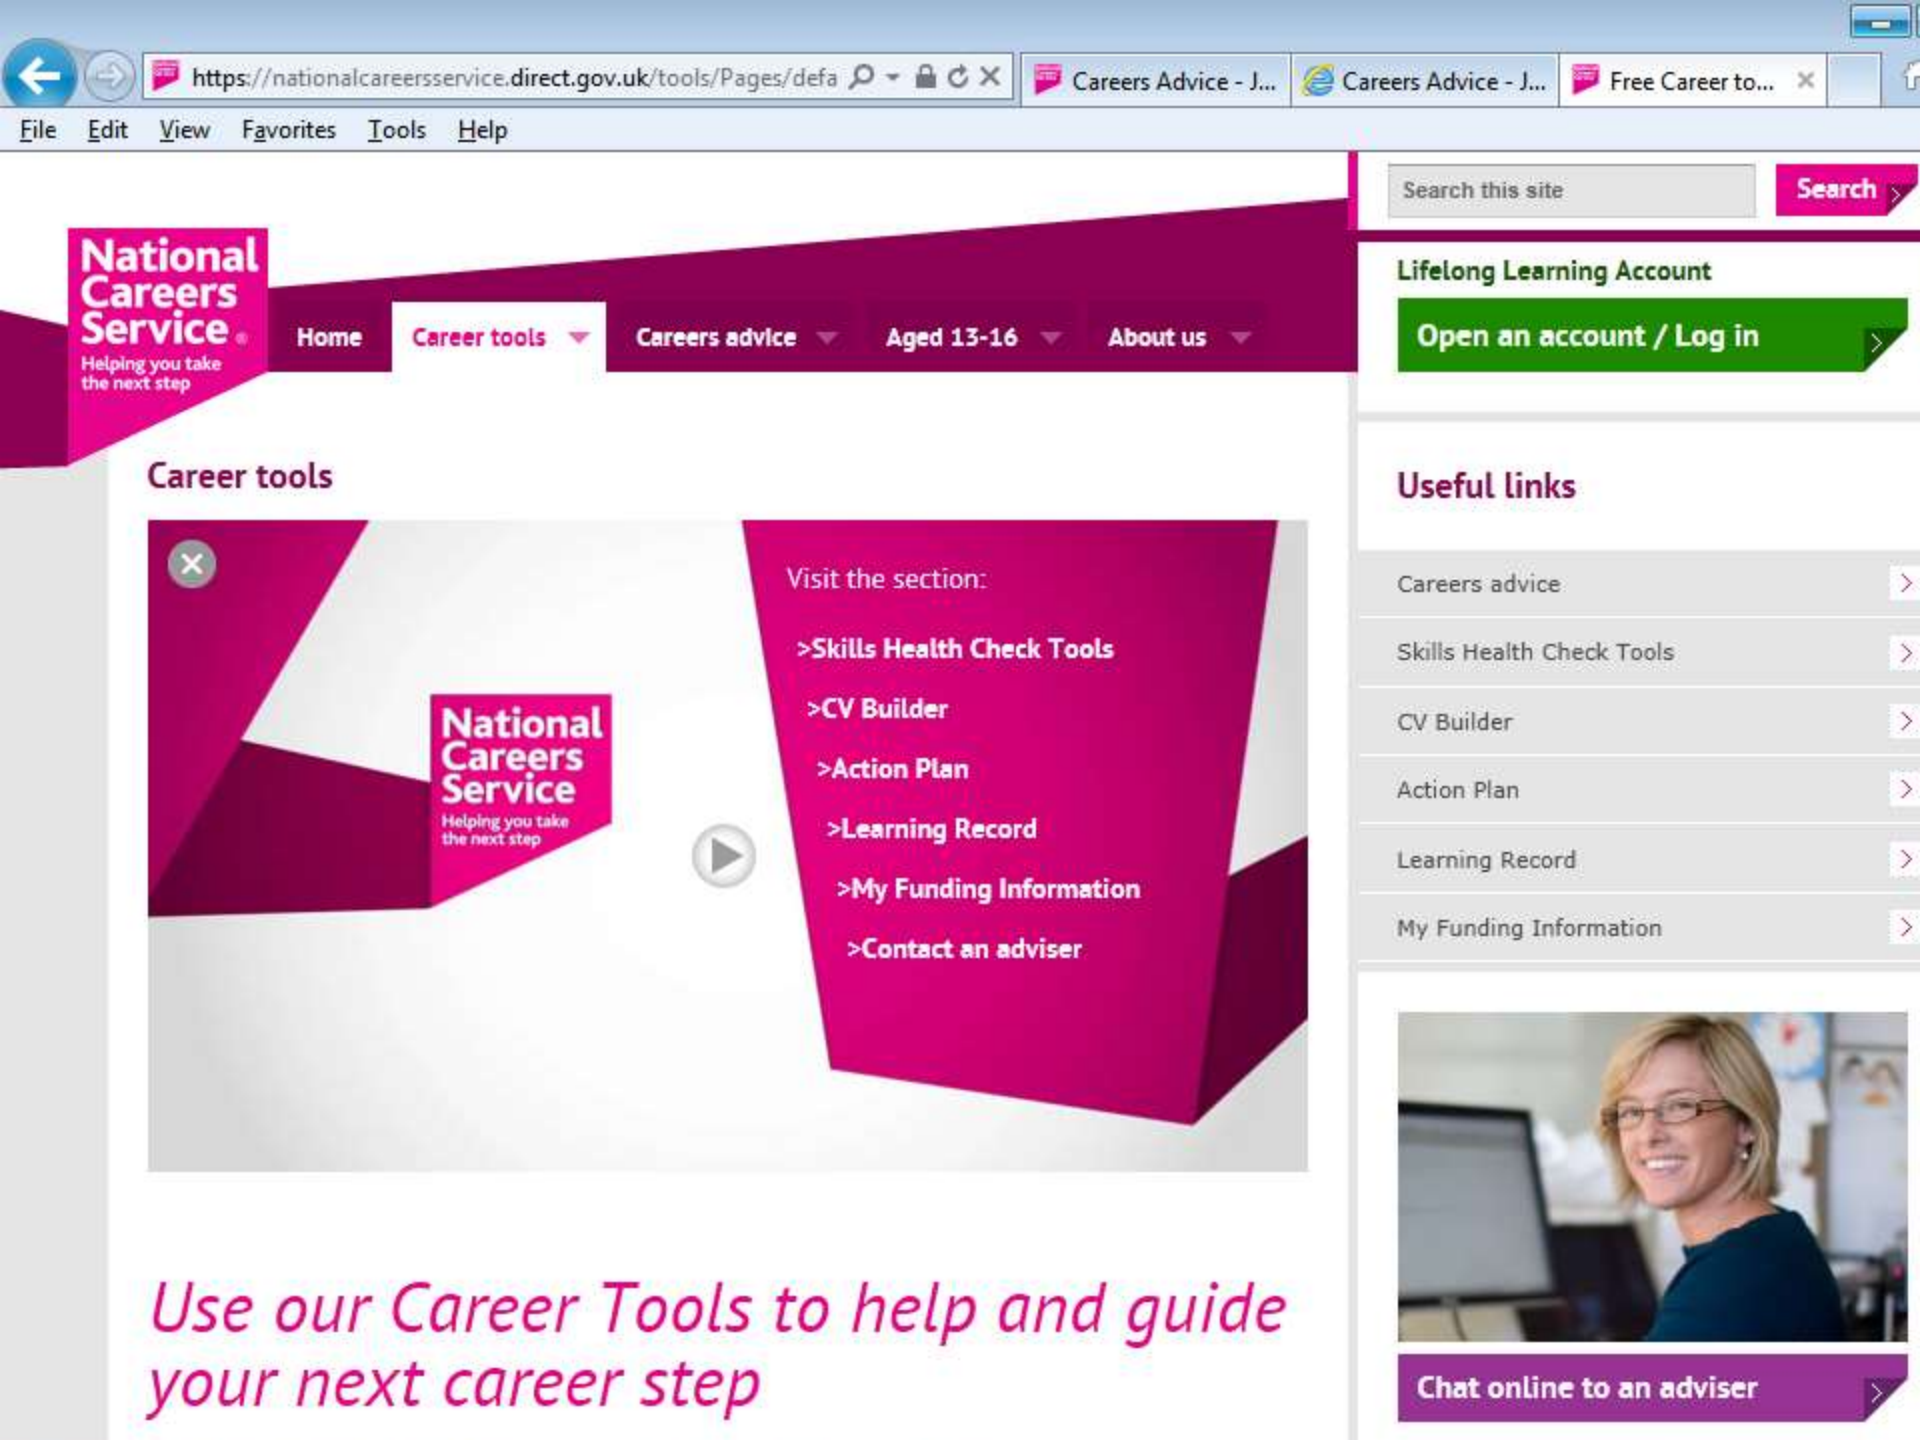 https://nationalcareersservice.direct.gov.uk/tools/Pages/defa
Careers Advice - J...
Careers Advice - J...
Free Career to...
File Edit View Favorites Tools Help
Search this site
Search
National
Careers
Service
Helping you take
the next step
Home
Career tools
Careers advice
Aged 13-16
About us
Lifelong Learning Account
Open an account / Log in
Career tools
Visit the section:
>Skills Health Check Tools
>CV Builder
>Action Plan
>Learning Record
>My Funding Information
>Contact an adviser
National
Careers
Service
Helping you take
the next step
Useful links
Careers advice
Skills Health Check Tools
CV Builder
Action Plan
Learning Record
My Funding Information
Chat online to an adviser
Use our Career Tools to help and guide
your next career step